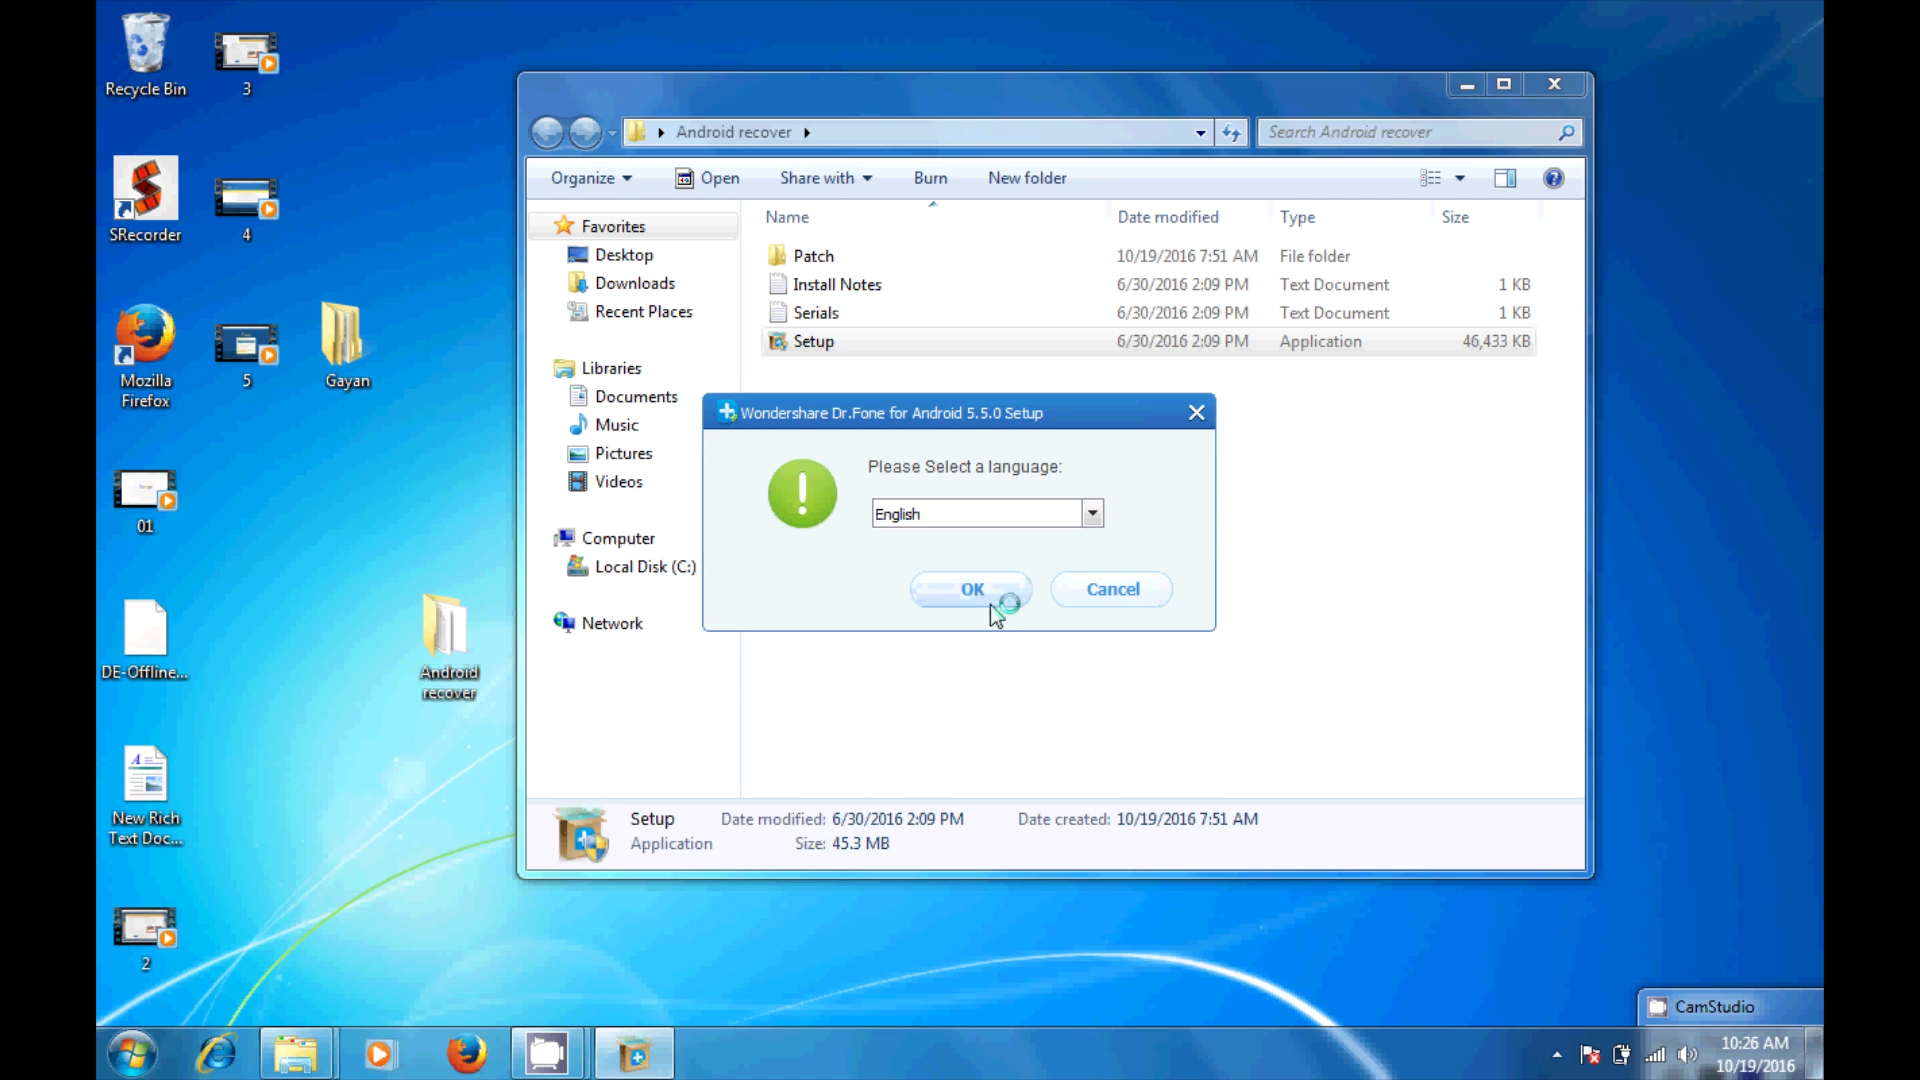 Recycle Bin
3
SRecorder
4
Mozilla
Firefox
5
Gayan
01
DE-Offline...
Android
recover
New Rich
Text Doc...
2
Android recover
Search Android recover
Organize
Open
Share with
Burn
New folder
Favorites
Desktop
Downloads
Recent Places
Libraries
Documents
Music
Pictures
Videos
Computer
Local Disk (C:)
Network
Name Date modified Type Size
Patch 10/19/2016 7:51 AM File folder
Install Notes 6/30/2016 2:09 PM Text Document 1 KB
Serials 6/30/2016 2:09 PM Text Document 1 KB
Setup 6/30/2016 2:09 PM Application 46,433 KB
Wondershare Dr.Fone for Android 5.5.0 Setup
Please Select a language:
English
OK
Cancel
Setup Date modified: 6/30/2016 2:09 PM Date created: 10/19/2016 7:51 AM
Application Size: 45.3 MB
CamStudio
10:26 AM
10/19/2016